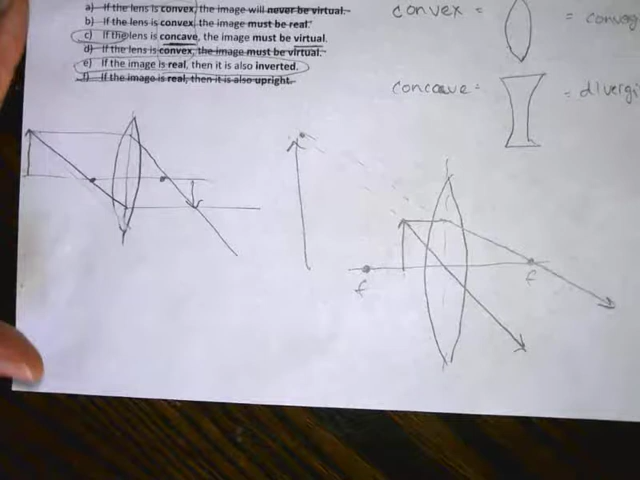 a) If the lens is convex, the image will never be virtual.
b) If the lens is convex, the image must be real.
c) If the lens is concave, the image must be virtual.
d) If the lens is convex, the image must be virtual.
e) If the image is real, then it is also inverted.
f) If the image is real, then it is also upright.
convex = = conve
concave = = divergi
f f